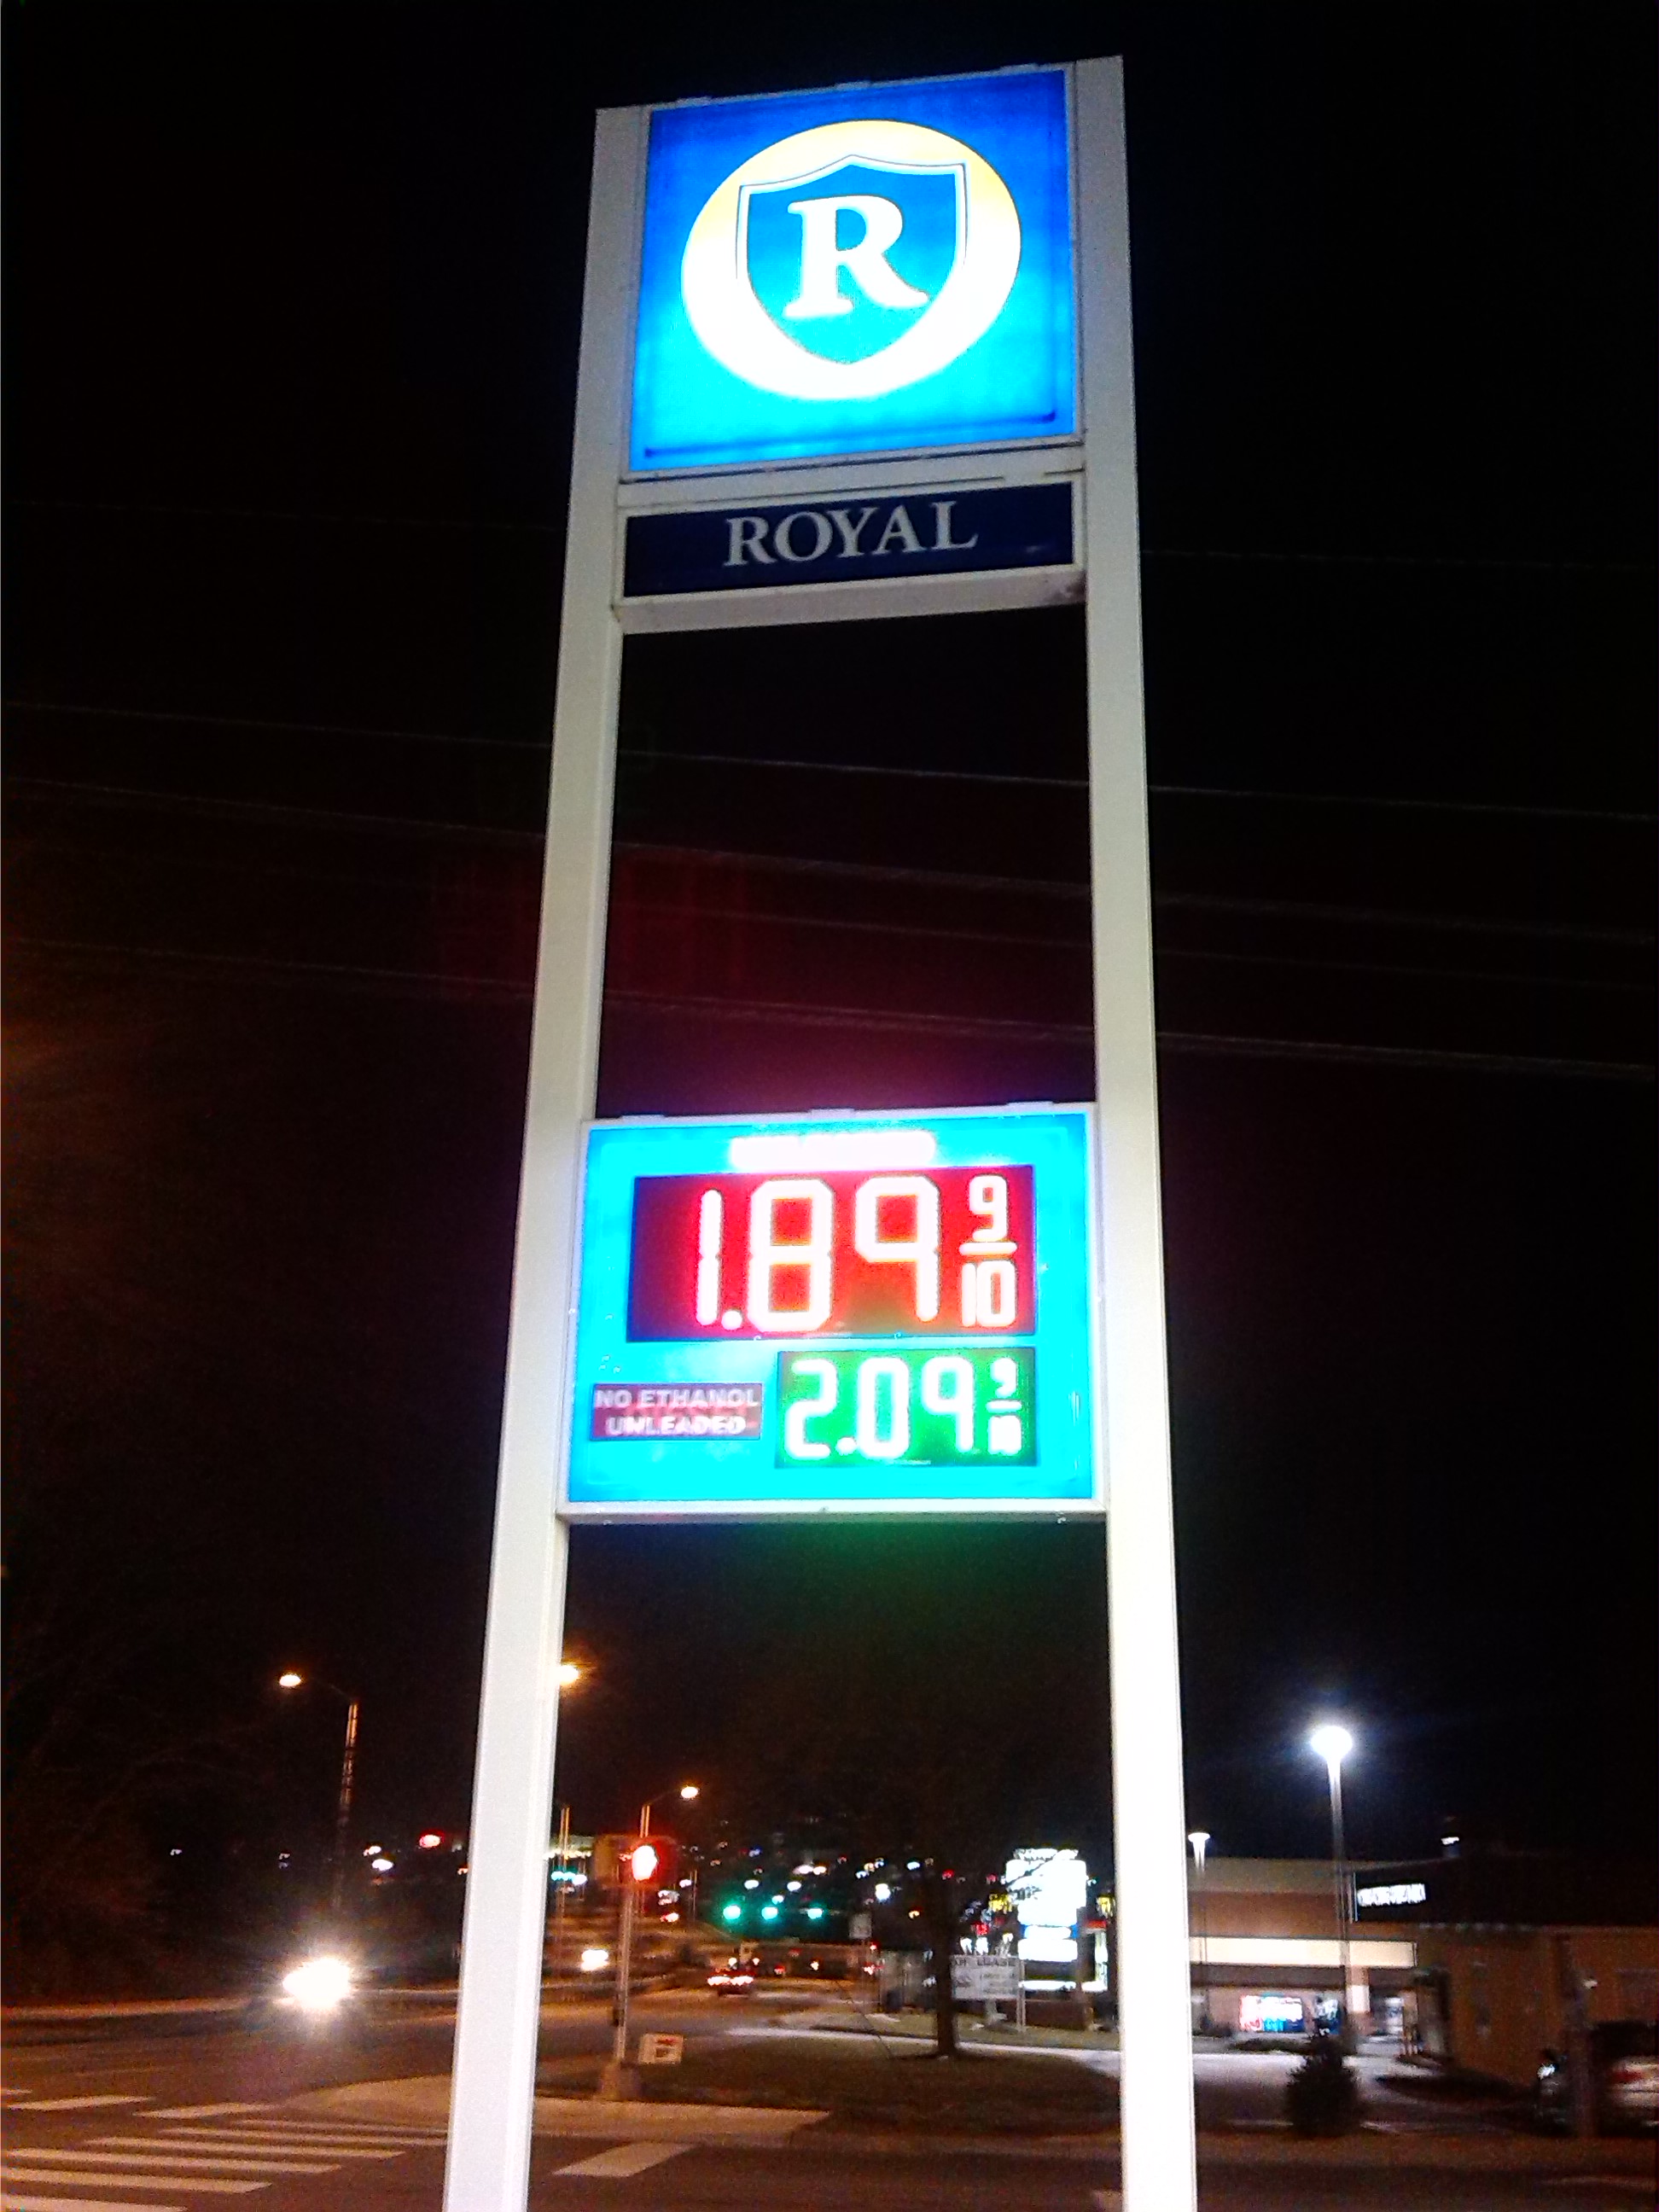 R
ROYAL
1.89 9/10
NO ETHANOL
UNLEADED
2.09 9/10